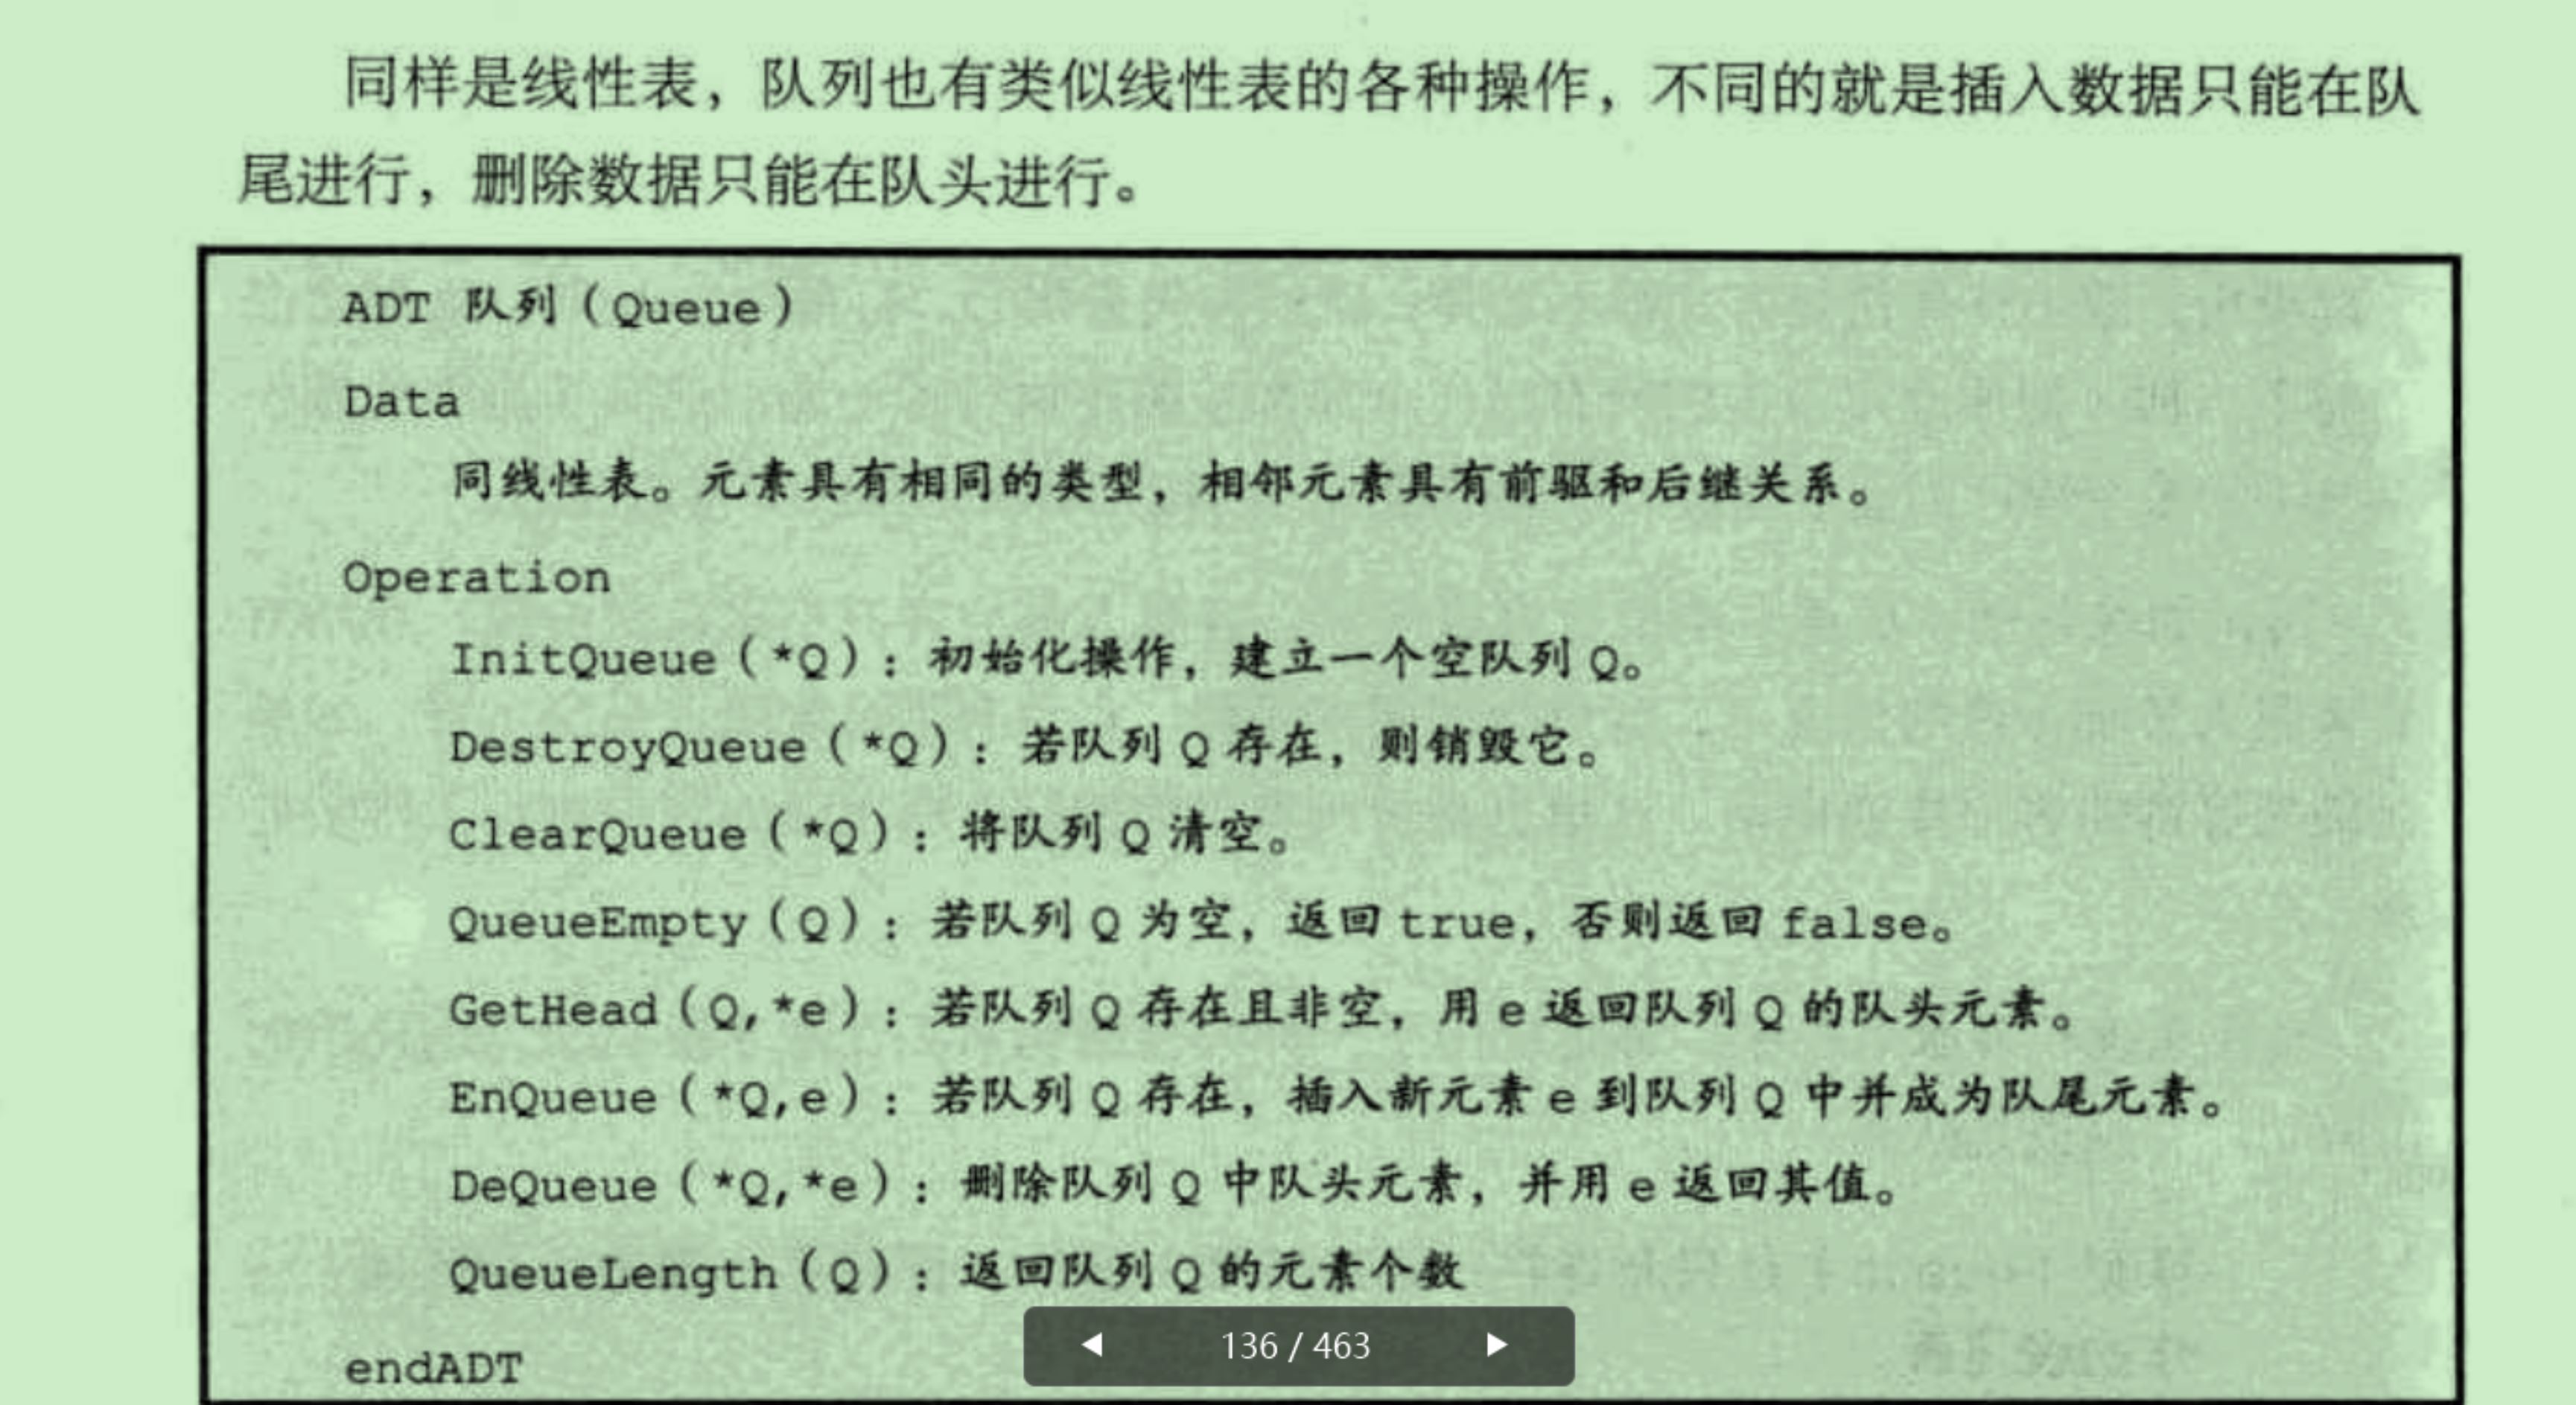 同样是线性表，队列也有类似线性表的各种操作，不同的就是插入数据只能在队
尾进行，删除数据只能在队头进行。
ADT 队列（Queue）
Data
同线性表。元素具有相同的类型，相邻元素具有前驱和后继关系。
Operation
InitQueue（*Q）：初始化操作，建立一个空队列 Q。
DestroyQueue（*Q）：若队列 Q 存在，则销毁它。
ClearQueue（*Q）：将队列 Q 清空。
QueueEmpty（Q）：若队列 Q 为空，返回 true，否则返回 false。
GetHead（Q,*e）：若队列 Q 存在且非空，用 e 返回队列 Q 的队头元素。
EnQueue（*Q,e）：若队列 Q 存在，插入新元素 e 到队列 Q 中并成为队尾元素。
DeQueue（*Q,*e）：删除队列 Q 中队头元素，并用 e 返回其值。
QueueLength（Q）：返回队列 Q 的元素个数
136 / 463
endADT